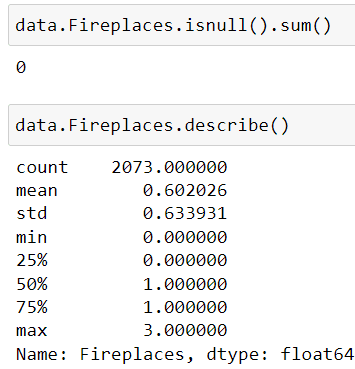 data.Fireplaces.isnull().sum()
0
data.Fireplaces.describe()
count    2073.000000
mean        0.602026
std         0.633931
min         0.000000
25%         0.000000
50%         1.000000
75%         1.000000
max         3.000000
Name: Fireplaces, dtype: float64